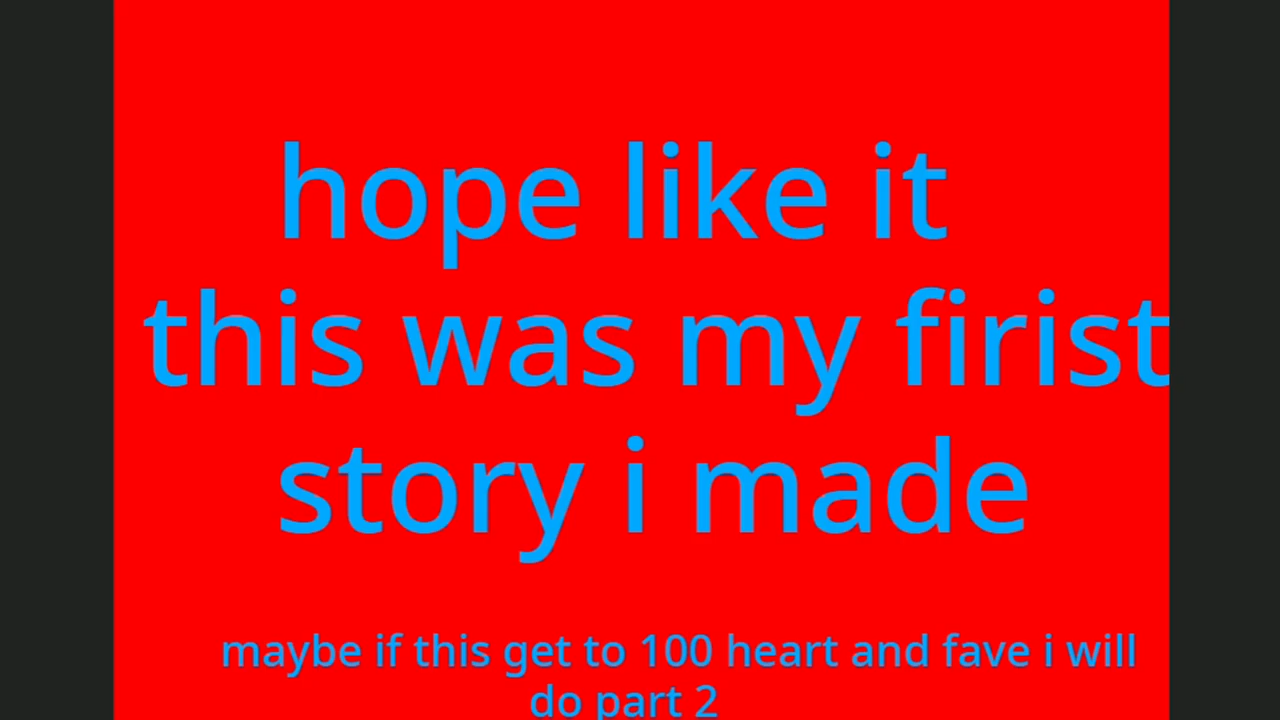 hope like it
this was my firist
story i made
maybe if this get to 100 heart and fave i will
do part 2